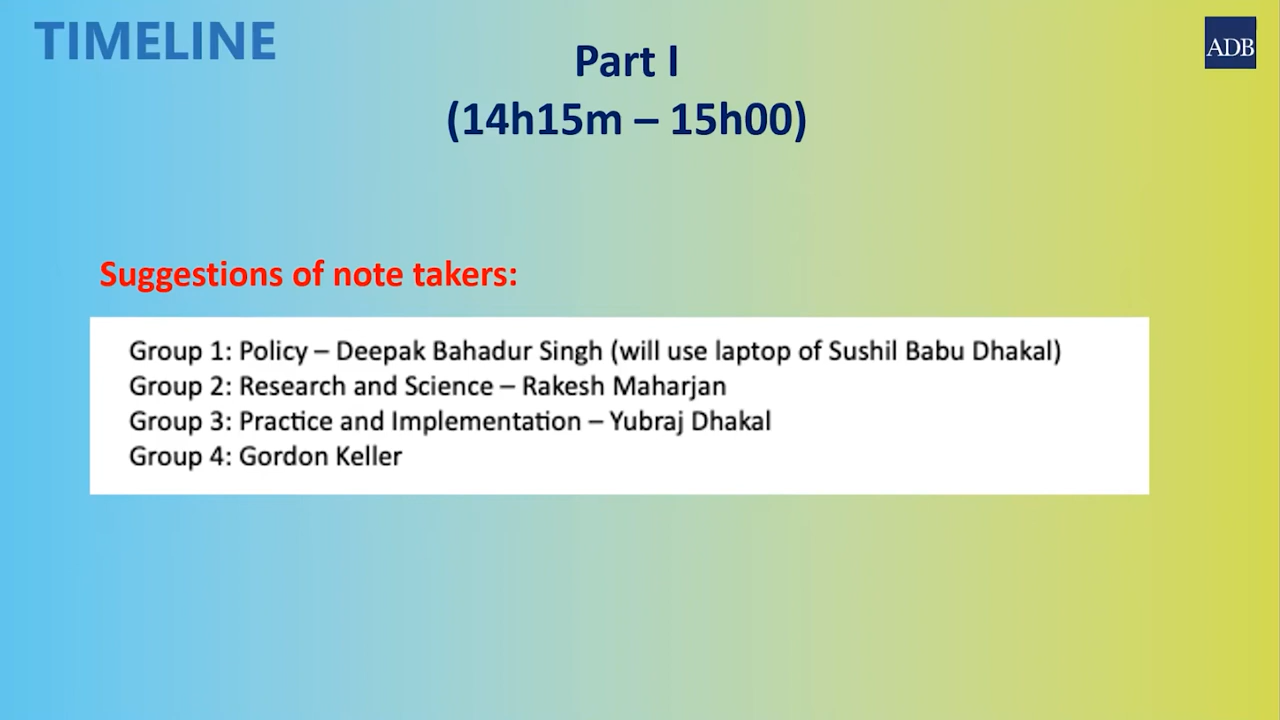 TIMELINE
Part I
ADB
(14h15m – 15h00)
Suggestions of note takers:
Group 1: Policy – Deepak Bahadur Singh (will use laptop of Sushil Babu Dhakal)
Group 2: Research and Science – Rakesh Maharjan
Group 3: Practice and Implementation – Yubraj Dhakal
Group 4: Gordon Keller